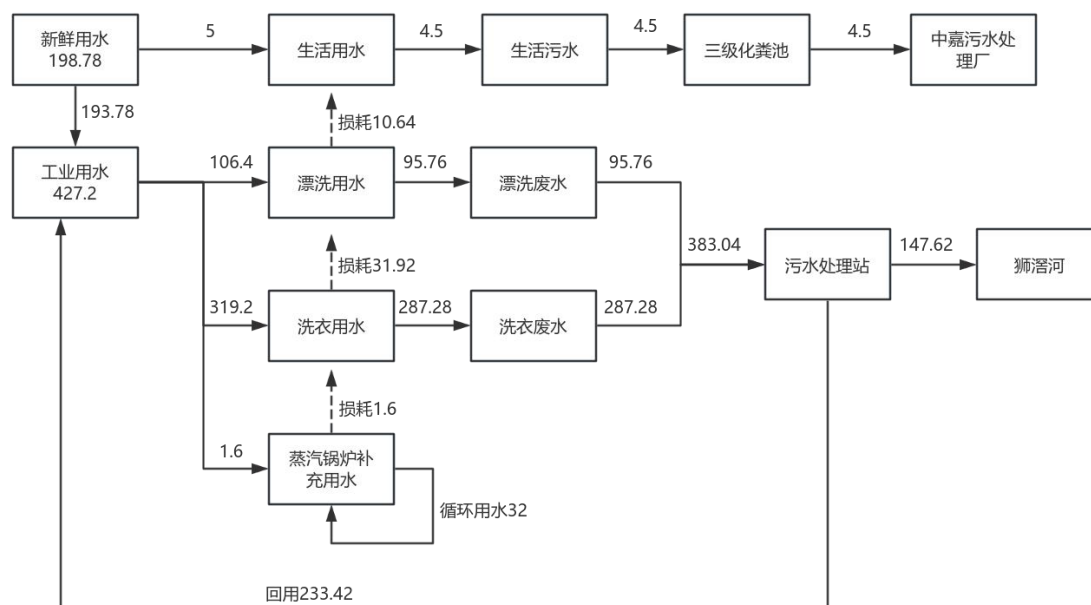 新鲜用水
198.78
5
生活用水
4.5
生活污水
4.5
三级化粪池
4.5
中嘉污水处
理厂
193.78
损耗10.64
工业用水
427.2
106.4
漂洗用水
95.76
漂洗废水
95.76
损耗31.92
383.04
污水处理站
147.62
狮滘河
319.2
洗衣用水
287.28
洗衣废水
287.28
损耗1.6
1.6
蒸汽锅炉补
充用水
循环用水32
回用233.42